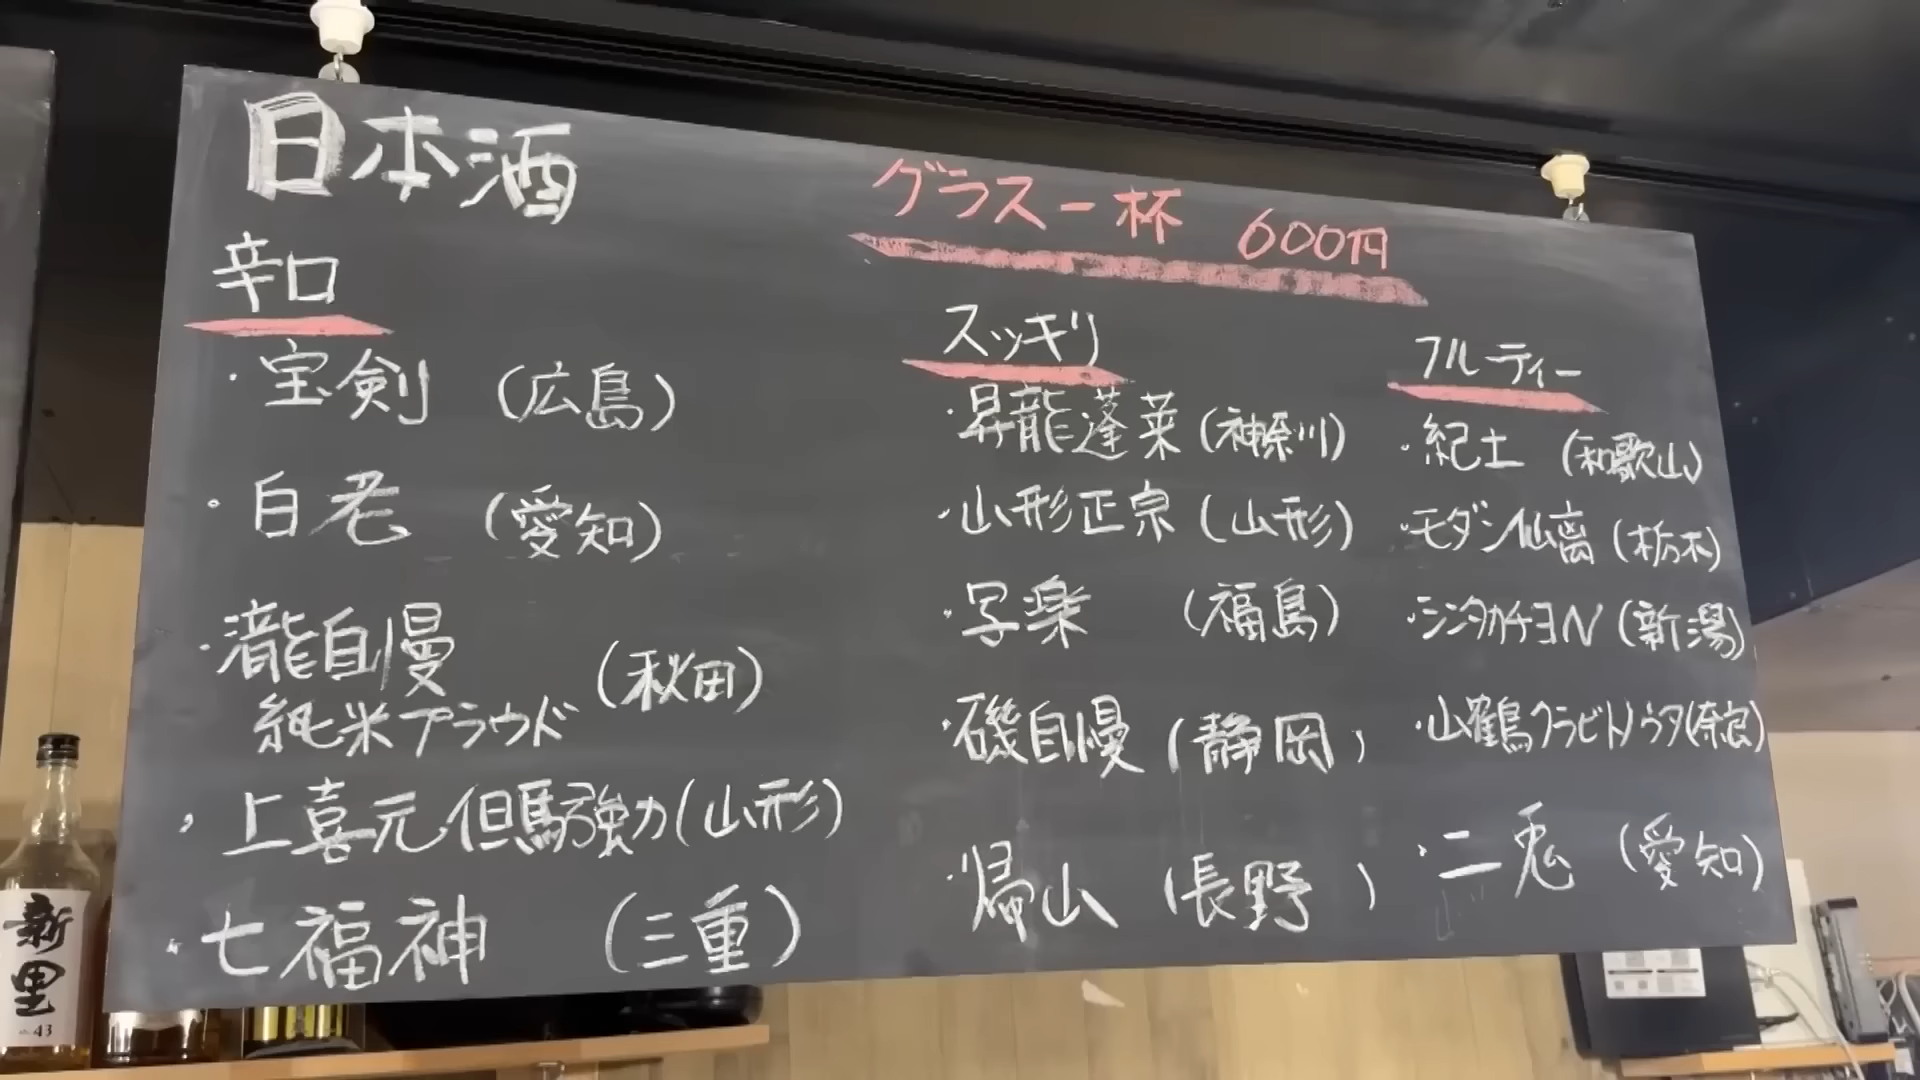 日本酒
グラス一杯 600円
辛口
・宝剣 (広島)
・白老 (愛知)
・瀧自慢 (秋田)
純米プラウド
・上喜元 但馬強力(山形)
・七福神 (三重)
スッキリ
・昇龍蓬莱(神奈川)
・山形正宗(山形)
・写楽 (福島)
・磯自慢(静岡)
・帰山 (長野)
フルーティー
・紀土 (和歌山)
・モダン仙禽(栃木)
・シンタカチヨN(新潟)
・山鶴クラビトノウタ(奈良)
・二兎 (愛知)
新里
alc. 43